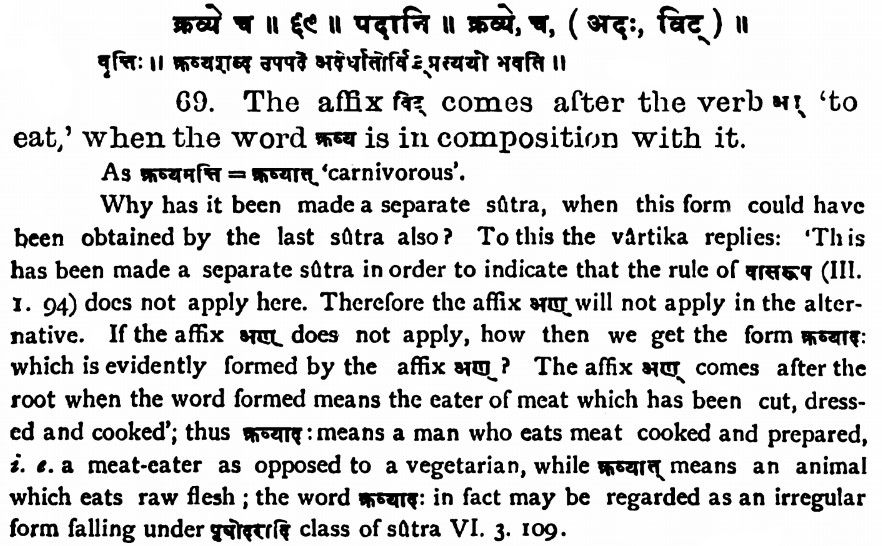 क्रव्ये च ॥ ६९ ॥ पदानि ॥ क्रव्ये, च, ( अदः, विट् ) ॥
वृत्तिः ॥ क्रव्यशब्द उपपदे अदेर्धातोर्विट्प्रत्ययो भवति ॥
69. The affix विट् comes after the verb अद् ‘to
eat,’ when the word क्रव्य is in composition with it.
As क्रव्यमत्ति = क्रव्यात् ‘carnivorous’.
Why has it been made a separate sûtra, when this form could have
been obtained by the last sûtra also? To this the vârtika replies: ‘This
has been made a separate sûtra in order to indicate that the rule of वासरूप (III.
1. 94) does not apply here. Therefore the affix अण् will not apply in the alter-
native. If the affix अण् does not apply, how then we get the form क्रव्यादः
which is evidently formed by the affix अण् ? The affix अण् comes after the
root when the word formed means the eater of meat which has been cut, dress-
ed and cooked’; thus क्रव्यादः means a man who eats meat cooked and prepared,
i. e. a meat-eater as opposed to a vegetarian, while क्रव्यात् means an animal
which eats raw flesh ; the word क्रव्यादः in fact may be regarded as an irregular
form falling under पृषोदरादि class of sûtra VI. 3. 109.